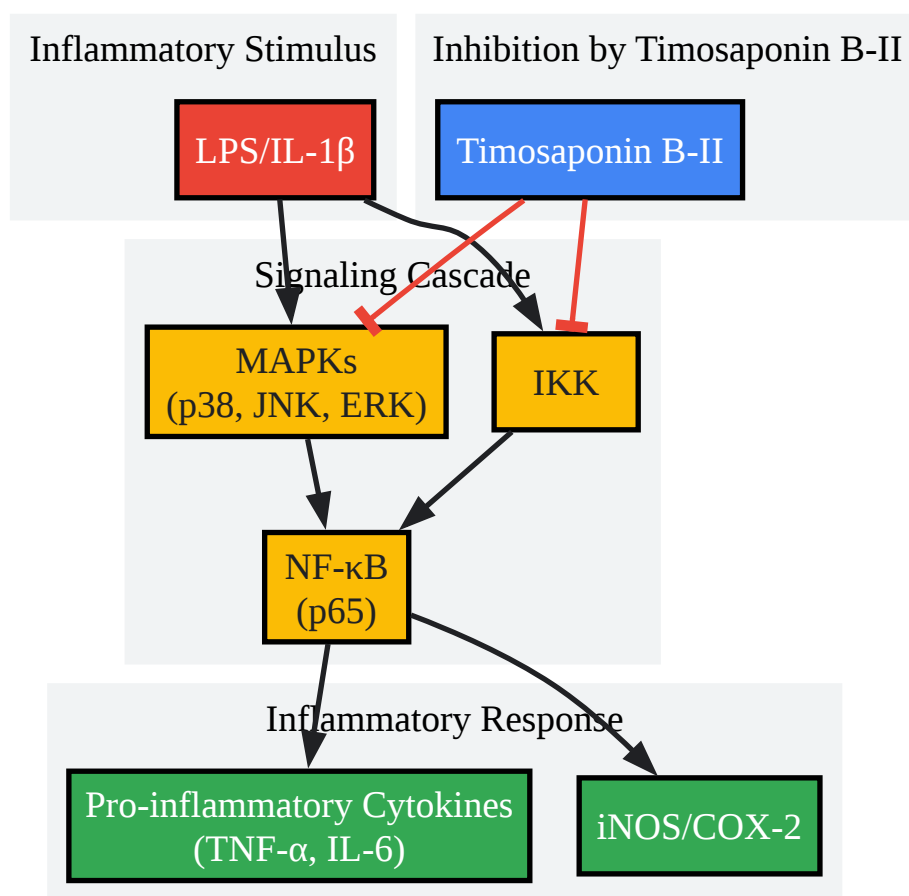 Inflammatory Stimulus
Inhibition by Timosaponin B-II
LPS/IL-1β
Timosaponin B-II
Signaling Cascade
MAPKs
(p38, JNK, ERK)
IKK
NF-κB
(p65)
Inflammatory Response
Pro-inflammatory Cytokines
(TNF-α, IL-6)
iNOS/COX-2